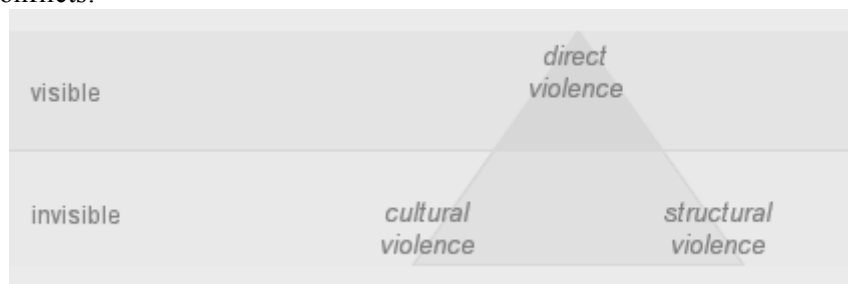 direct
violence
visible
invisible
cultural
violence
structural
violence